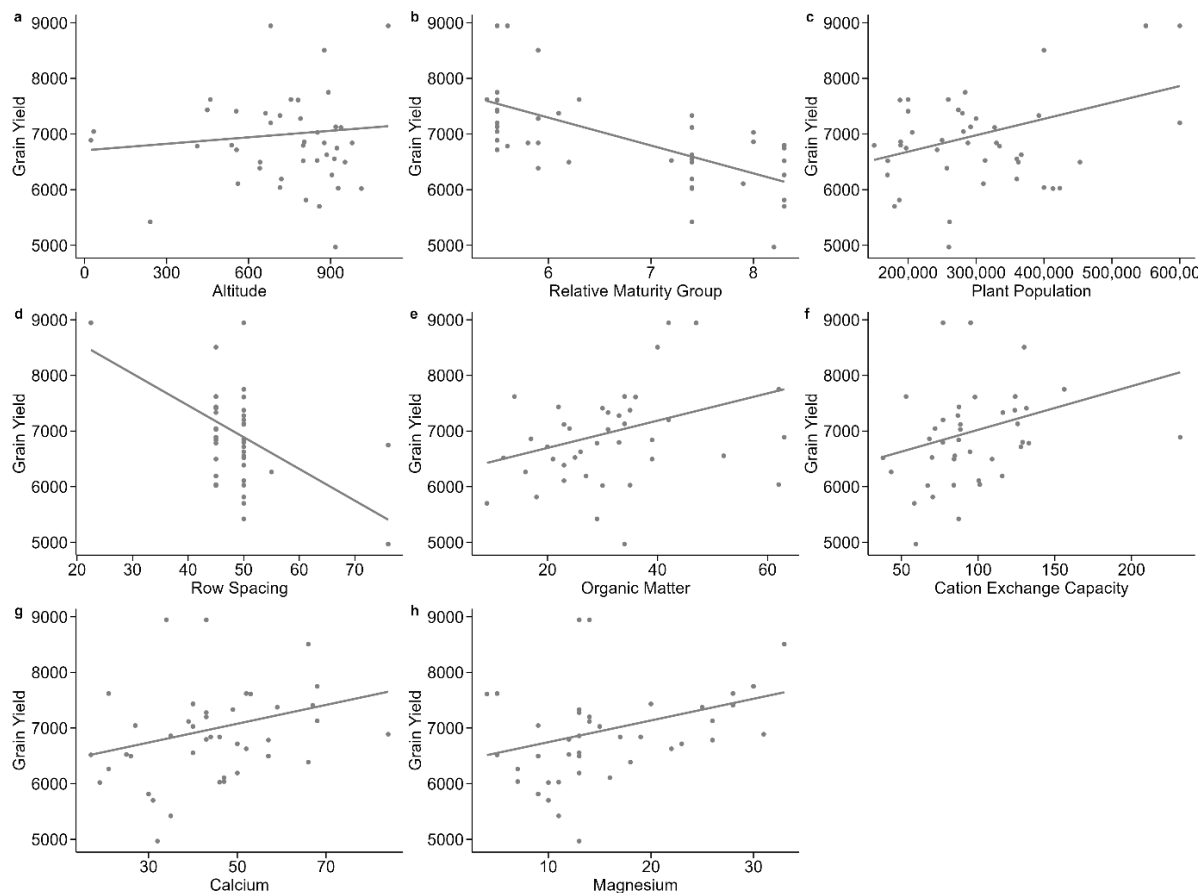 a
Grain Yield
9000
8000
7000
6000
5000
0
300
600
900
Altitude
b
Grain Yield
9000
8000
7000
6000
5000
6
7
8
Relative Maturity Group
c
Grain Yield
9000
8000
7000
6000
5000
200,000
300,000
400,000
500,000
600,0
Plant Population
d
Grain Yield
9000
8000
7000
6000
5000
20
30
40
50
60
70
Row Spacing
e
Grain Yield
9000
8000
7000
6000
5000
20
40
60
Organic Matter
f
Grain Yield
9000
8000
7000
6000
5000
50
100
150
200
Cation Exchange Capacity
g
Grain Yield
9000
8000
7000
6000
5000
30
50
70
Calcium
h
Grain Yield
9000
8000
7000
6000
5000
10
20
30
Magnesium